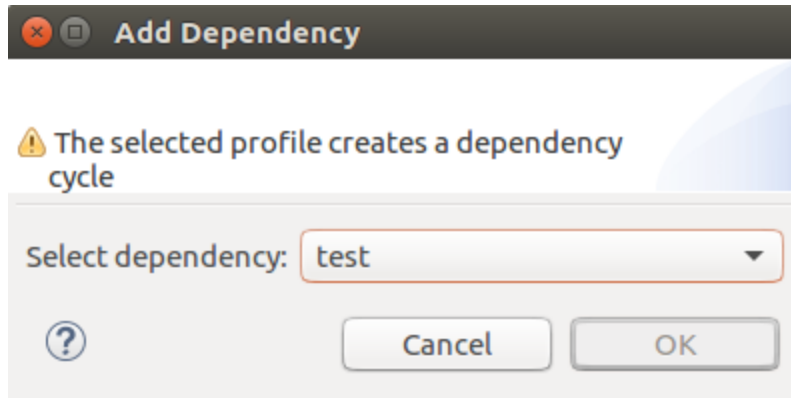 Add Dependency
The selected profile creates a dependency
cycle
Select dependency: test
Cancel OK